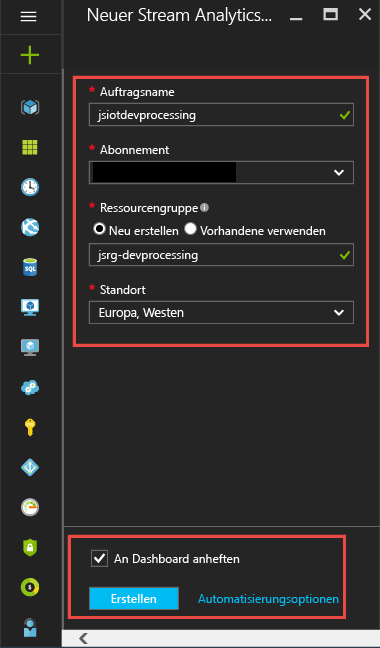 Neuer Stream Analytics...
* Auftragsname
jsiotdevprocessing
* Abonnement
* Ressourcengruppe
Neu erstellen Vorhandene verwenden
jsrg-devprocessing
* Standort
Europa, Westen
An Dashboard anheften
Erstellen Automatisierungsoptionen
SQL